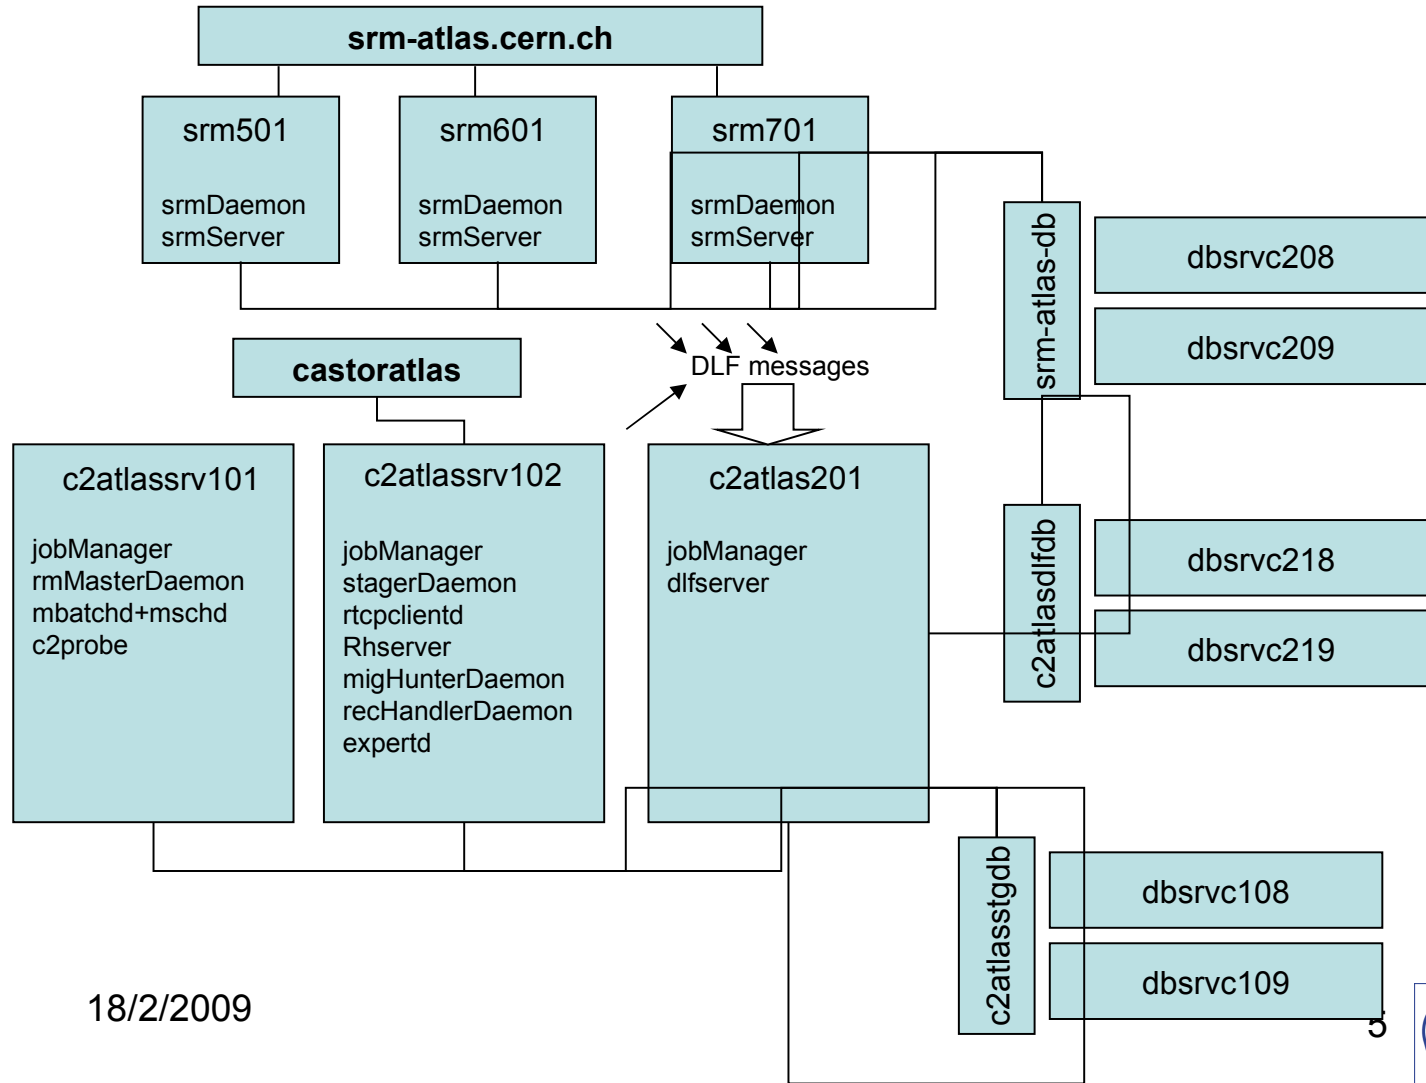 srm-atlas.cern.ch
srm501
srmDaemon
srmServer
srm601
srmDaemon
srmServer
srm701
srmDaemon
srmServer
srm-atlas-db
dbsrvc208
dbsrvc209
castoratlas
DLF messages
c2atlassrv101
jobManager
rmMasterDaemon
mbatchd+mschd
c2probe
c2atlassrv102
jobManager
stagerDaemon
rtcpclientd
Rhserver
migHunterDaemon
recHandlerDaemon
expertd
c2atlas201
jobManager
dlfserver
c2atlasdlfdb
dbsrvc218
dbsrvc219
c2atlasstgdb
dbsrvc108
dbsrvc109
18/2/2009
5